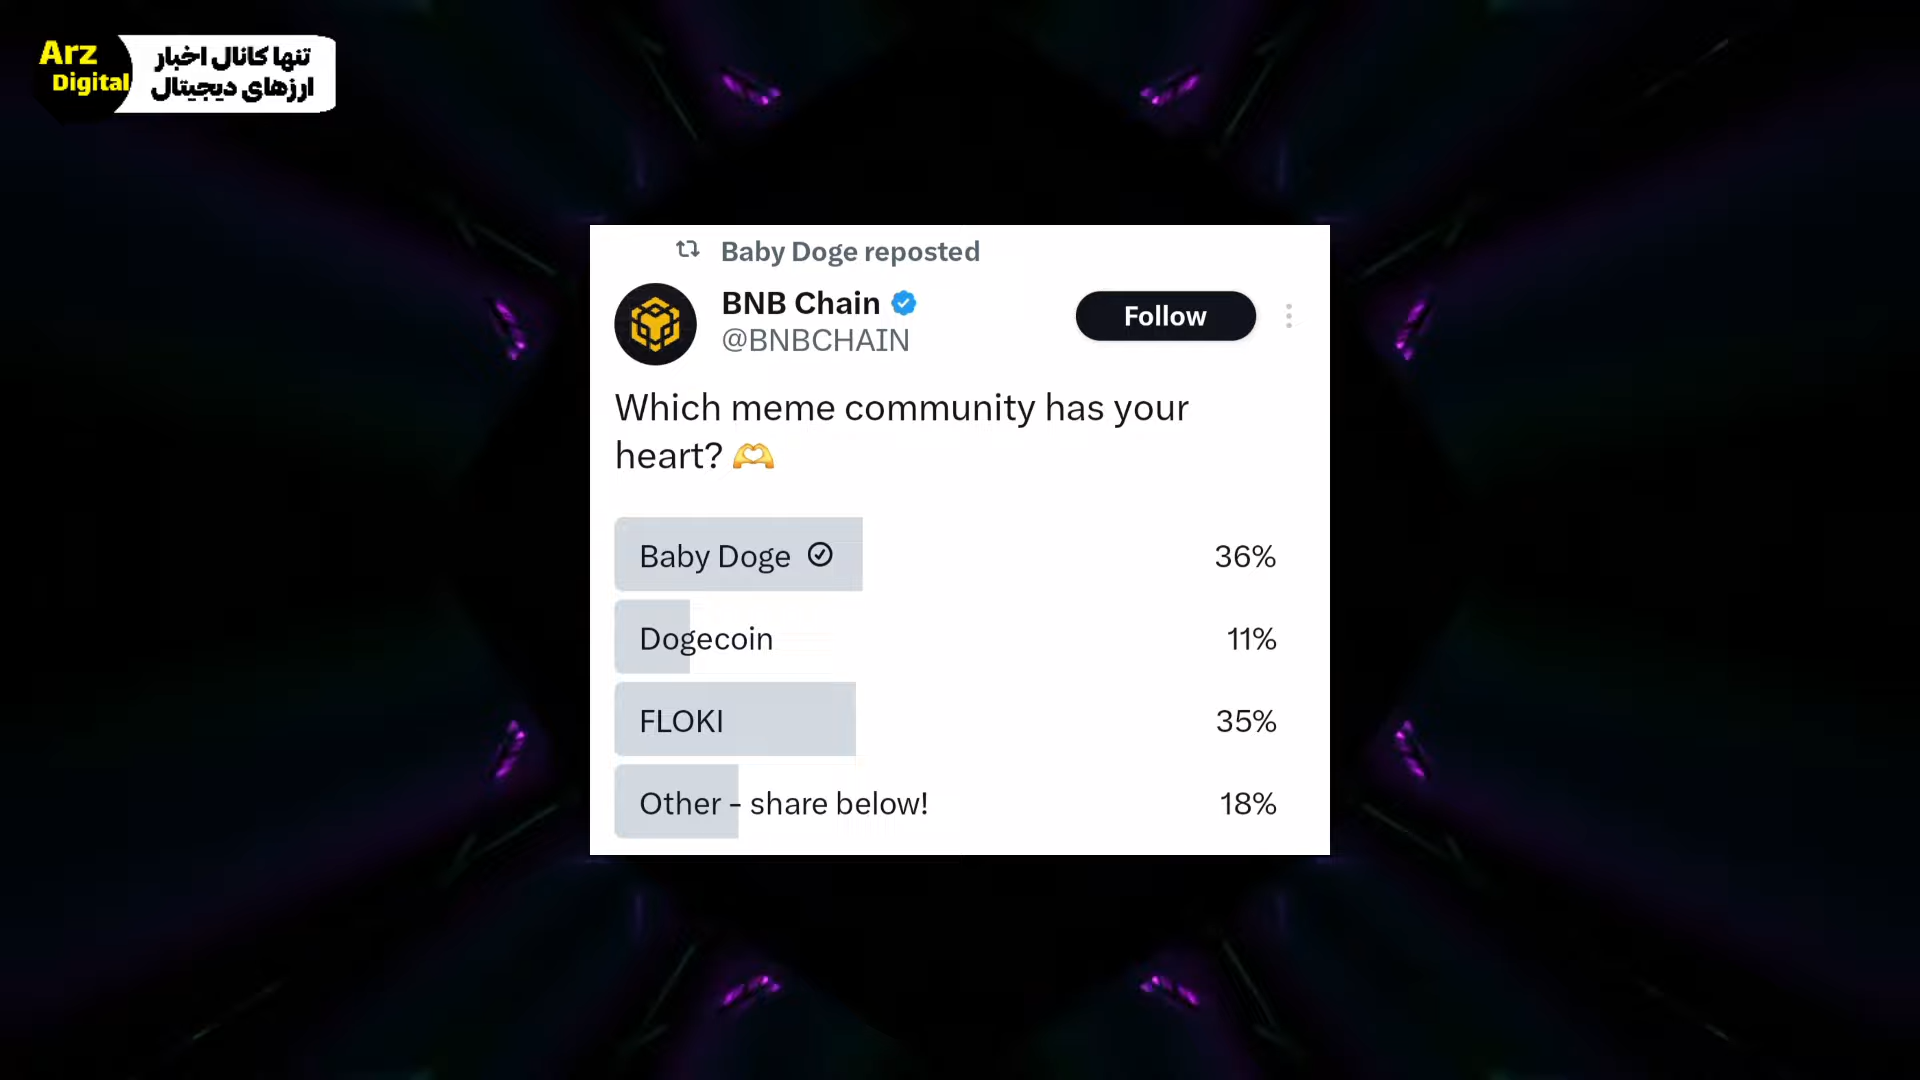 Arz
Digital
تنها کانال اخبار
ارزهای دیجیتال
Baby Doge reposted
BNB Chain
@BNBCHAIN
Follow
Which meme community has your
heart? 🫶
Baby Doge 36%
Dogecoin 11%
FLOKI 35%
Other - share below! 18%